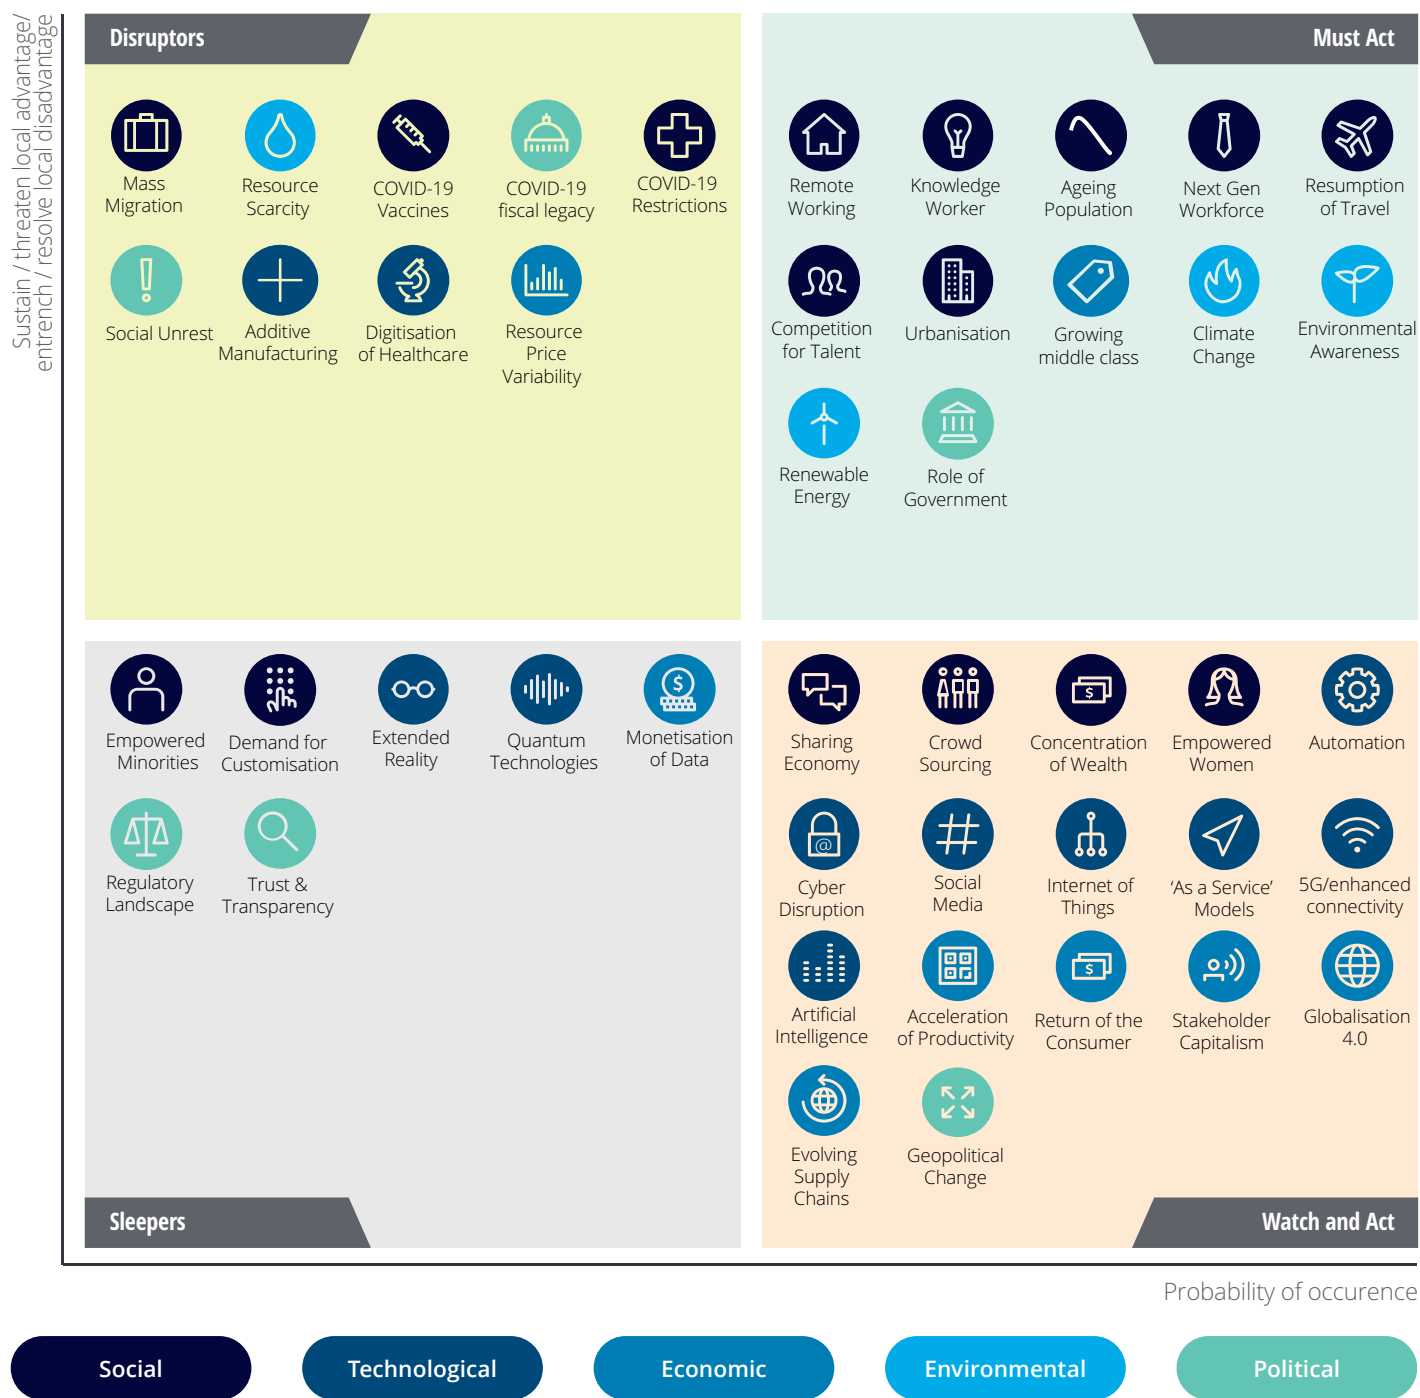 Sustain / threaten local advantage/
entrench / resolve local disadvantage
Disruptors
Mass
Migration
Resource
Scarcity
COVID-19
Vaccines
COVID-19
fiscal legacy
COVID-19
Restrictions
Social Unrest
Additive
Manufacturing
Digitisation
of Healthcare
Resource
Price
Variability
Must Act
Remote
Working
Knowledge
Worker
Ageing
Population
Next Gen
Workforce
Resumption
of Travel
Competition
for Talent
Urbanisation
Growing
middle class
Climate
Change
Environmental
Awareness
Renewable
Energy
Role of
Government
$
Empowered
Minorities
Demand for
Customisation
Extended
Reality
Quantum
Technologies
Monetisation
of Data
Regulatory
Landscape
Trust &
Transparency
Sleepers
$
Sharing
Economy
Crowd
Sourcing
Concentration
of Wealth
Empowered
Women
Automation
@
Cyber
Disruption
Social
Media
Internet of
Things
‘As a Service’
Models
5G/enhanced
connectivity
$
Artificial
Intelligence
Acceleration
of Productivity
Return of the
Consumer
Stakeholder
Capitalism
Globalisation
4.0
Evolving
Supply
Chains
Geopolitical
Change
Watch and Act
Probability of occurence
Social
Technological
Economic
Environmental
Political